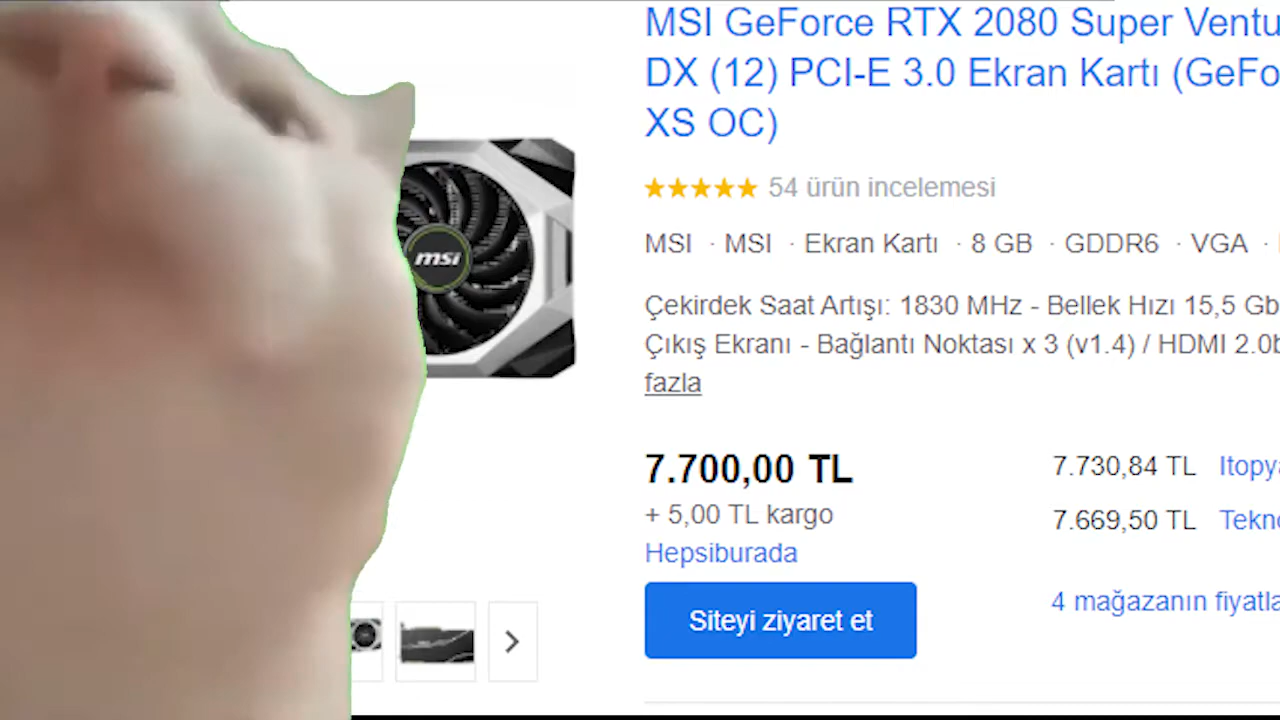 MSI GeForce RTX 2080 Super Ventu
DX (12) PCI-E 3.0 Ekran Kartı (GeFo
XS OC)
54 ürün incelemesi
MSI · MSI · Ekran Kartı · 8 GB · GDDR6 · VGA ·
Çekirdek Saat Artışı: 1830 MHz - Bellek Hızı 15,5 Gb
Çıkış Ekranı - Bağlantı Noktası x 3 (v1.4) / HDMI 2.0b
fazla
7.700,00 TL
+ 5,00 TL kargo
Hepsiburada
Siteyi ziyaret et
7.730,84 TL Itopya
7.669,50 TL Tekno
4 mağazanın fiyatla
msi